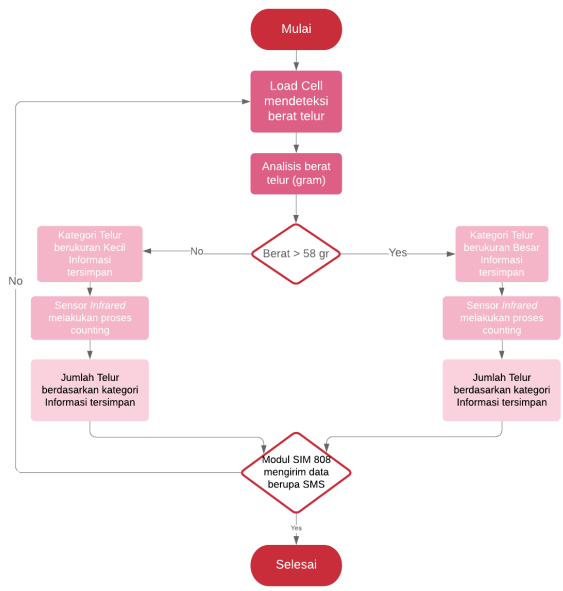 Mulai
Load Cell
mendeteksi
berat telur
Analisis berat
telur (gram)
Berat > 58 gr
No
Yes
Kategori Telur
berukuran Kecil
Informasi
tersimpan
Kategori Telur
berukuran Besar
Informasi
tersimpan
No
Sensor Infrared
melakukan proses
counting
Sensor Infrared
melakukan proses
counting
Jumlah Telur
berdasarkan kategori
Informasi tersimpan
Jumlah Telur
berdasarkan kategori
Informasi tersimpan
Modul SIM 808
mengirim data
berupa SMS
Yes
Selesai